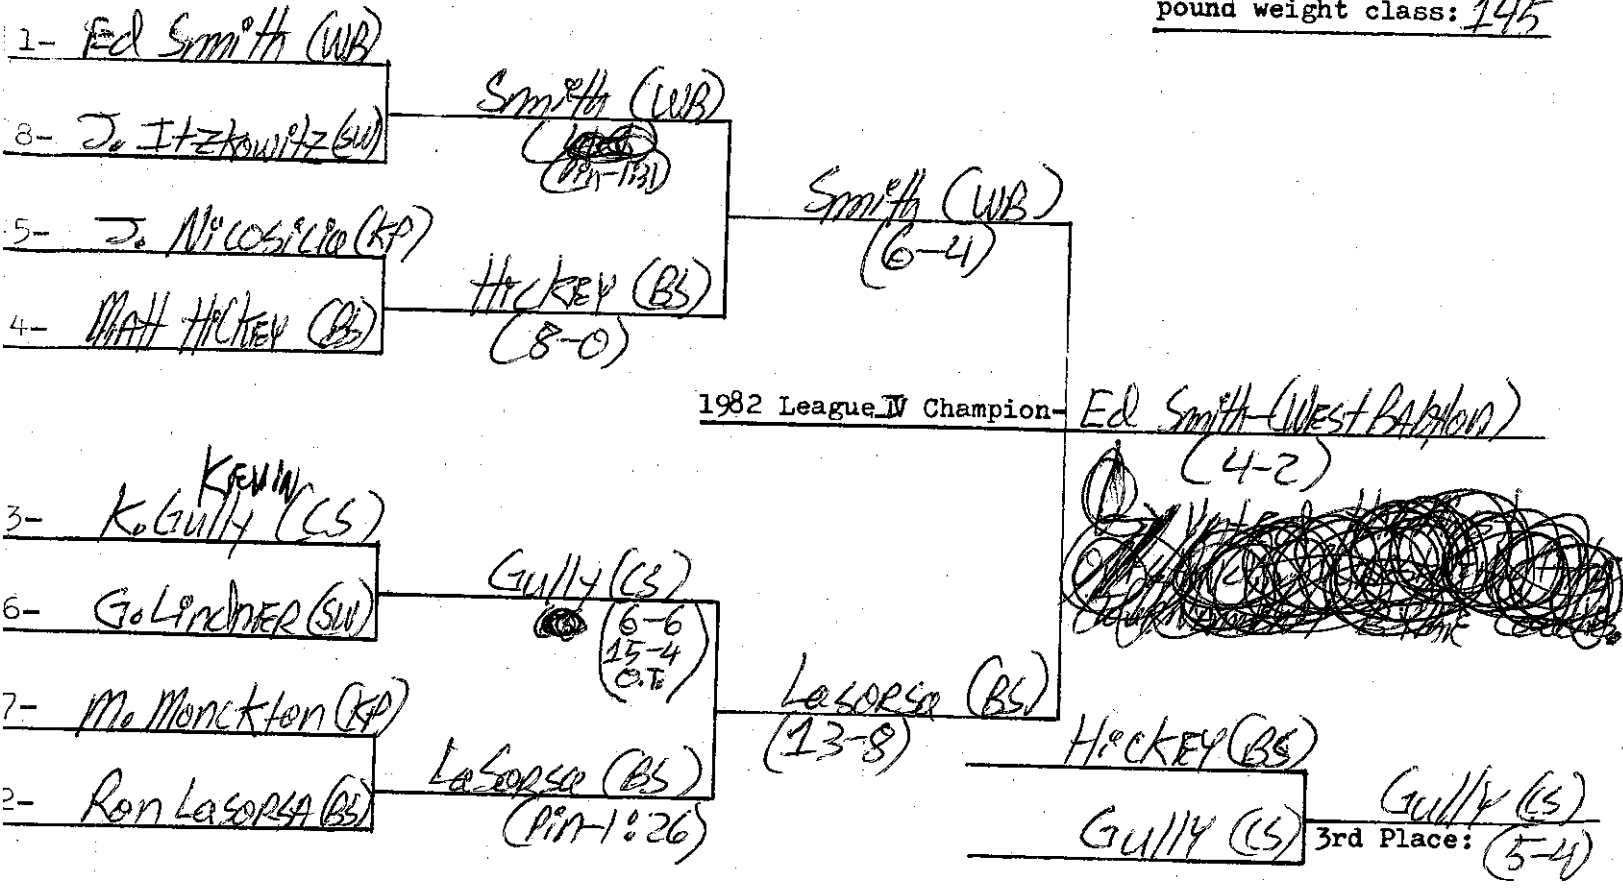 pound weight class: 145
1- Ed Smith (WB)
8- J. Itzkowitz (SW)
Smith (WB)
(Pin-1:31)
5- J. Nicosicia (KP)
4- Matt Hickey (BS)
Hickey (BS)
(8-0)
Smith (WB)
(6-4)
1982 League IV Champion- Ed Smith-(West Babylon)
(4-2)
Kevin
3- K. Gully (CS)
6- G. Lindner (SW)
Gully (CS)
(6-6
15-4
O.T.)
7- M. Monckton (KP)
2- Ron Lasorsa (BS)
LaSorsa (BS)
(Pin-1:26)
Lasorsa (BS)
(13-8)
Hickey (BS)
Gully (CS)
Gully (CS)
3rd Place: (5-4)